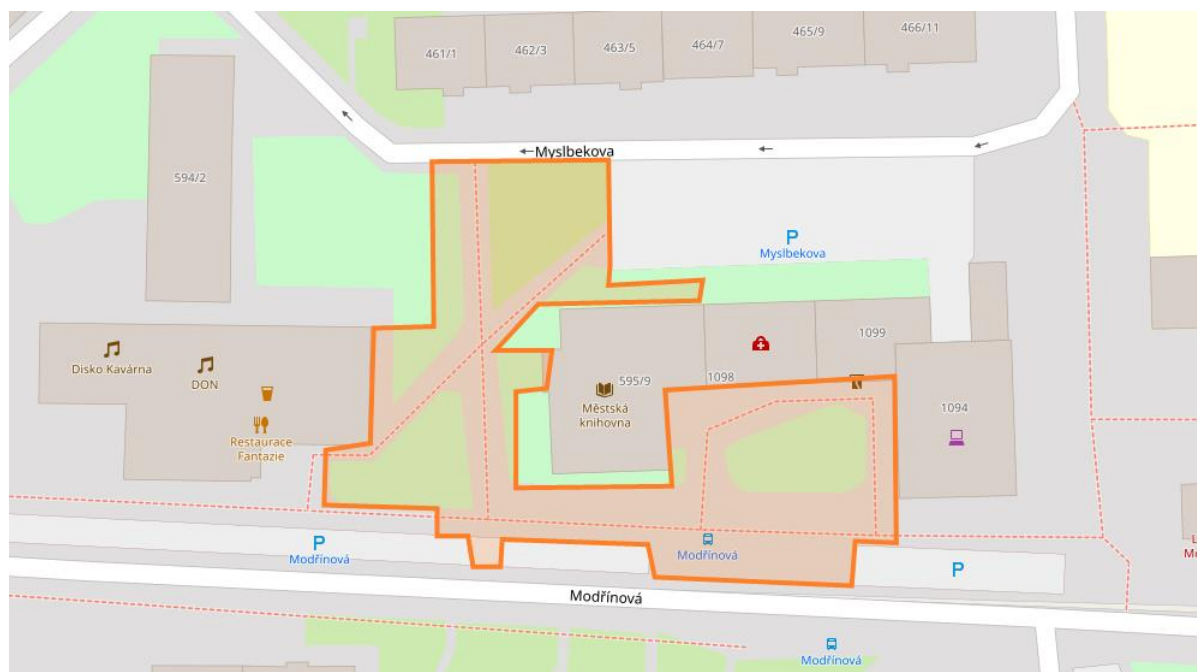 461/1
462/3
463/5
464/7
465/9
466/11
Myslbekova
594/2
P
Myslbekova
Disko Kavárna
DON
Restaurace
Fantazie
595/9
Městská
knihovna
1098
1099
1094
P
Modřínová
Modřínová
P
Modřínová
Modřínová